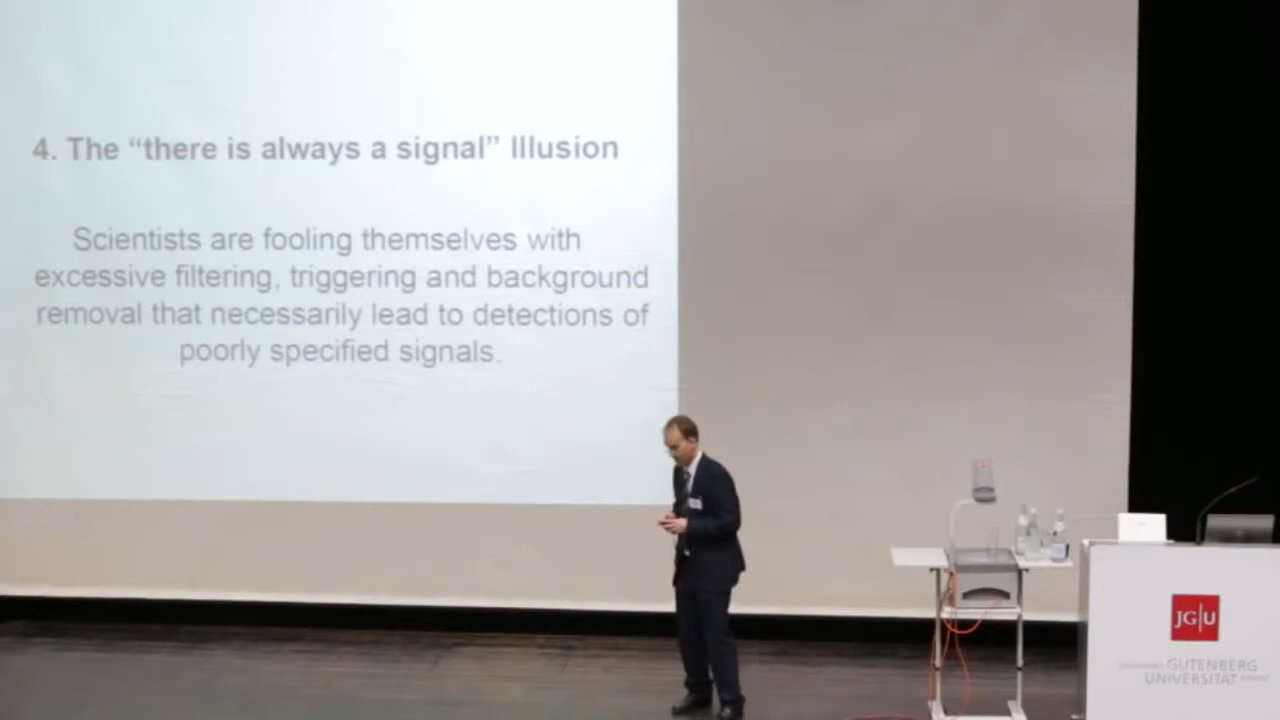 4. The “there is always a signal” Illusion
Scientists are fooling themselves with
excessive filtering, triggering and background
removal that necessarily lead to detections of
poorly specified signals.
JG|U
GUTENBERG
UNIVERSITÄT